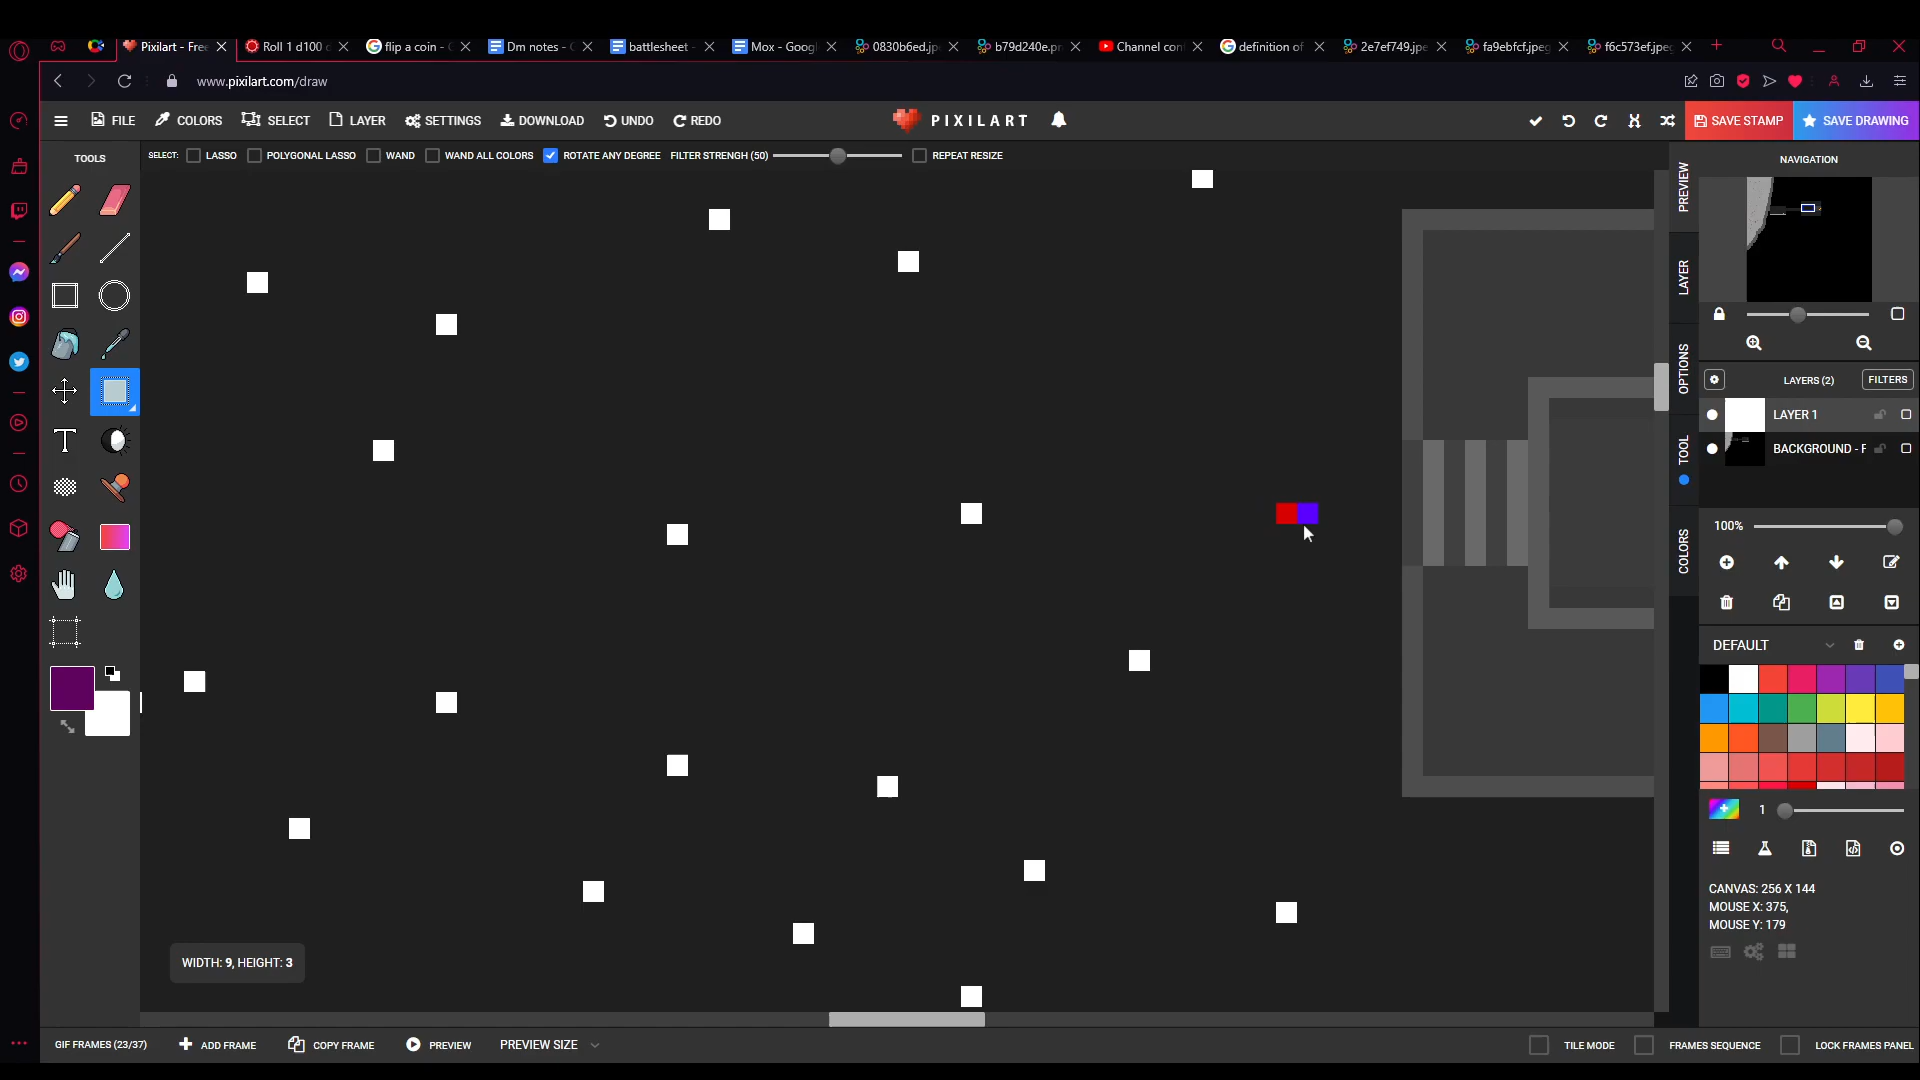 Pixilart - Free
Roll 1 d100
flip a coin -
Dm notes -
battlesheet -
Mox - Googl
0830b6ed.jp
b79d240e.pn
Channel con
definition of
2e7ef749.jpe
fa9ebfcf.jpeg
f6c573ef.jpeg
www.pixilart.com/draw
FILE
COLORS
SELECT
LAYER
SETTINGS
DOWNLOAD
UNDO
REDO
PIXILART
SAVE STAMP
SAVE DRAWING
TOOLS
SELECT:
LASSO
POLYGONAL LASSO
WAND
WAND ALL COLORS
ROTATE ANY DEGREE
FILTER STRENGH (50)
REPEAT RESIZE
NAVIGATION
PREVIEW
LAYER
OPTIONS
TOOL
COLORS
LAYERS (2)
FILTERS
LAYER 1
BACKGROUND - F
100%
DEFAULT
1
CANVAS: 256 X 144
MOUSE X: 375,
MOUSE Y: 179
WIDTH: 9, HEIGHT: 3
GIF FRAMES (23/37)
ADD FRAME
COPY FRAME
PREVIEW
PREVIEW SIZE
TILE MODE
FRAMES SEQUENCE
LOCK FRAMES PANEL